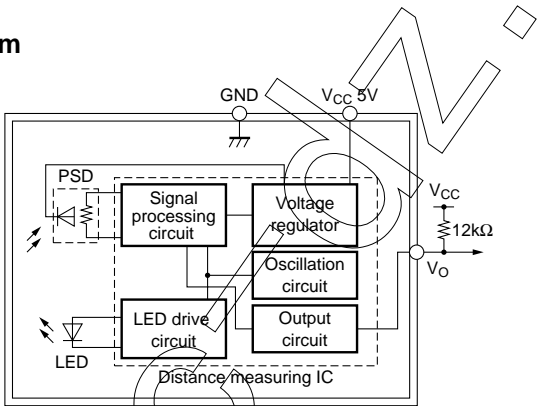 m
GND
VCC 5V
PSD
Signal
processing
circuit
Voltage
regulator
VCC
12kΩ
VO
Oscillation
circuit
LED drive
circuit
Output
circuit
LED
Distance measuring IC